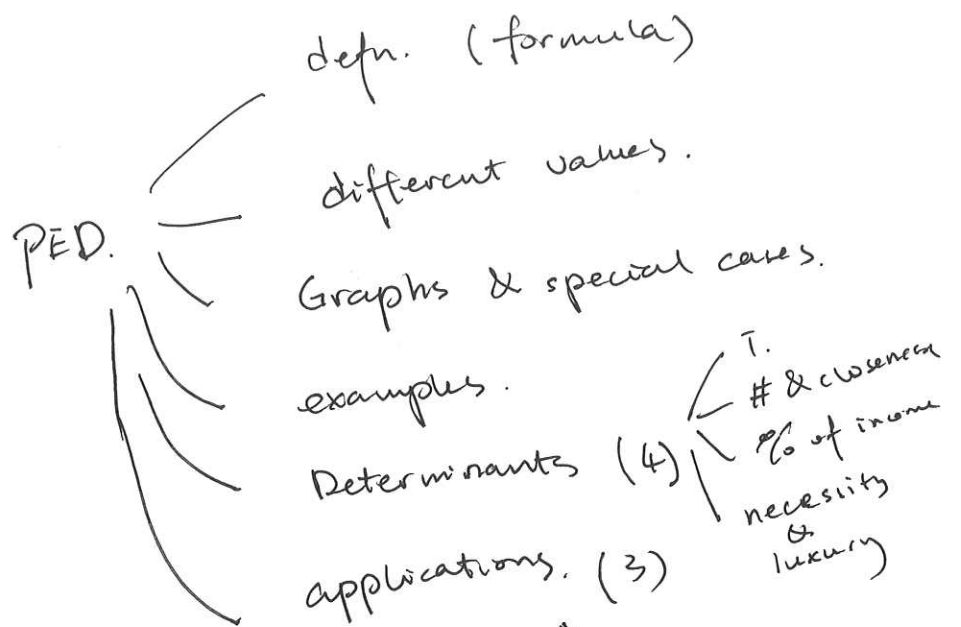 defn. (formula)
different values.
PED.
Graphs & special cases.
examples.
Determinants (4)
T.
# & closeness
% of income
necessity
&
luxury
applications. (3)